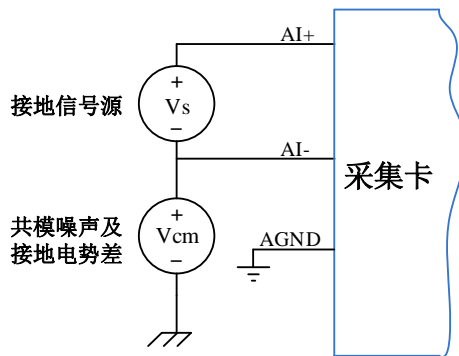 AI+
+
接地信号源
Vs
−
AI-
采集卡
共模噪声及
接地电势差
+
Vcm
−
AGND